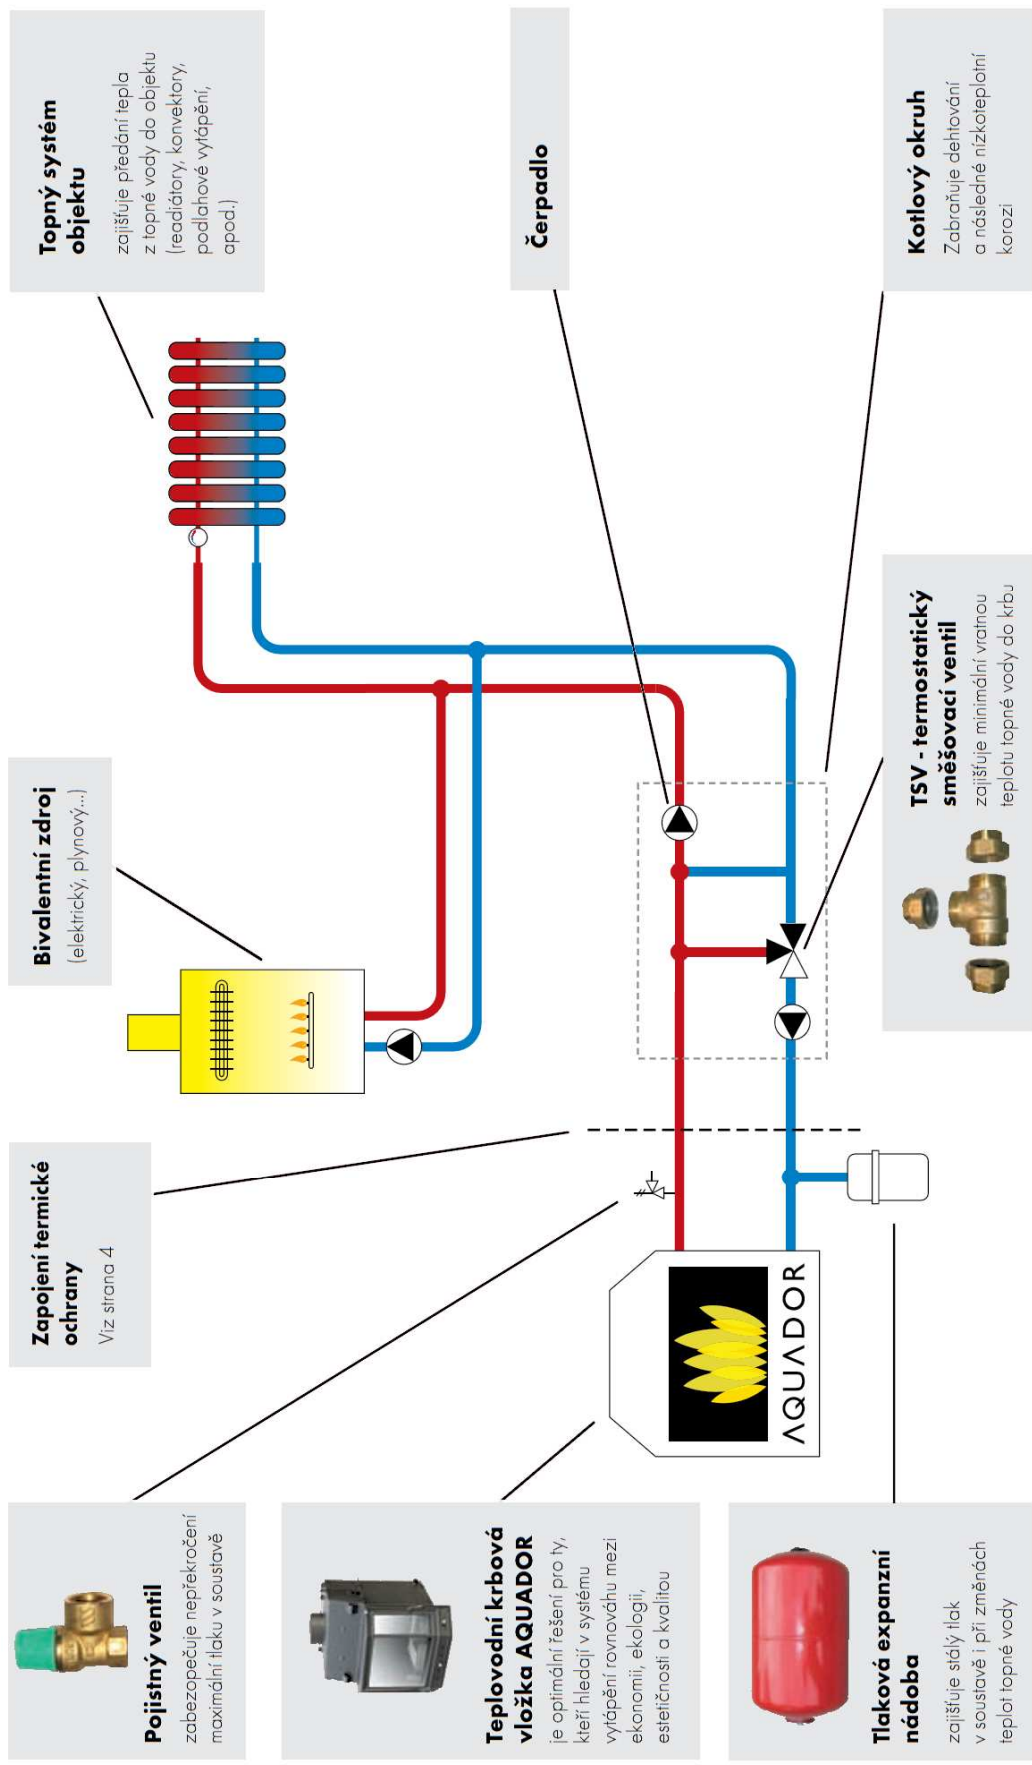 Pojistný ventil
zabezopečuje nepřekročení
maximální tlaku v soustavě
Zapojení termické
ochrany
Viz strana 4
Bivalentní zdroj
(elektrický, plynový...)
Topný systém
objektu
zajišťuje předání tepla
z topné vody do objektu
(readiátory, konvektory,
podlahové vytápění,
apod.)
Teplovodní krbová
vložka AQUADOR
je optimální řešení pro ty,
kteří hledají v systému
vytápění rovnováhu mezi
ekonomii, ekologii,
estetičností a kvalitou
AQUADOR
Čerpadlo
Tlaková expanzní
nádoba
zajišťuje stálý tlak
v soustavě i při změnách
teplot topné vody
TSV - termostatický
směšovací ventil
zajišťuje minimální vratnou
teplotu topné vody do krbu
Kotlový okruh
Zabraňuje dehtování
a následné nízkoteplotní
korozi